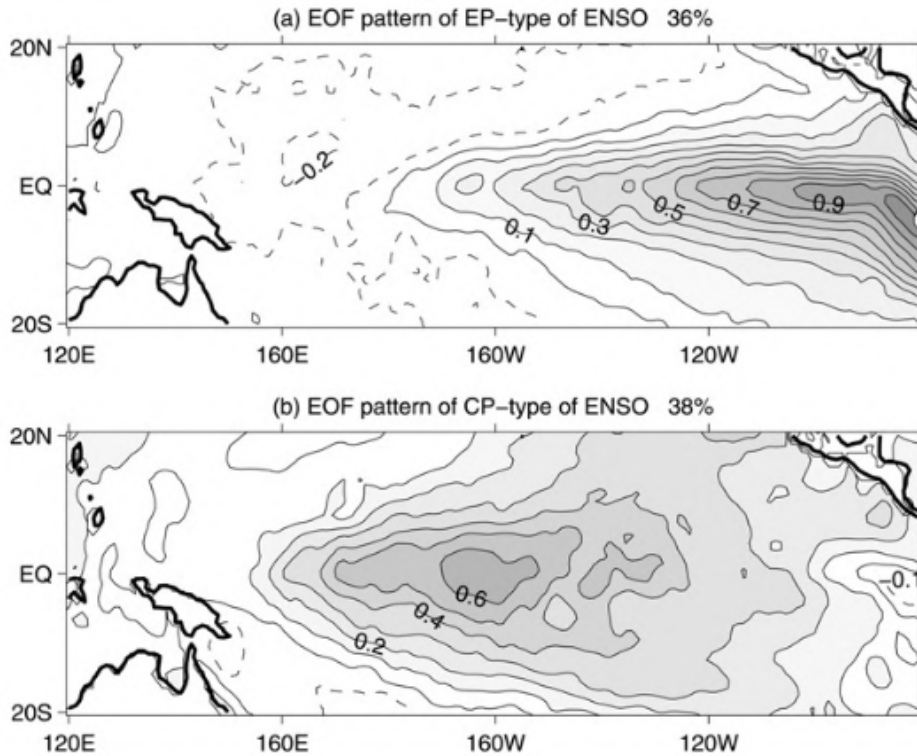 (a) EOF pattern of EP−type of ENSO 36%
20N
EQ
20S
−0.2
0.1
0.3
0.5
0.7
0.9
120E 160E 160W 120W
(b) EOF pattern of CP−type of ENSO 38%
20N
EQ
20S
0.2
0.4
0.6
−0.1
120E 160E 160W 120W